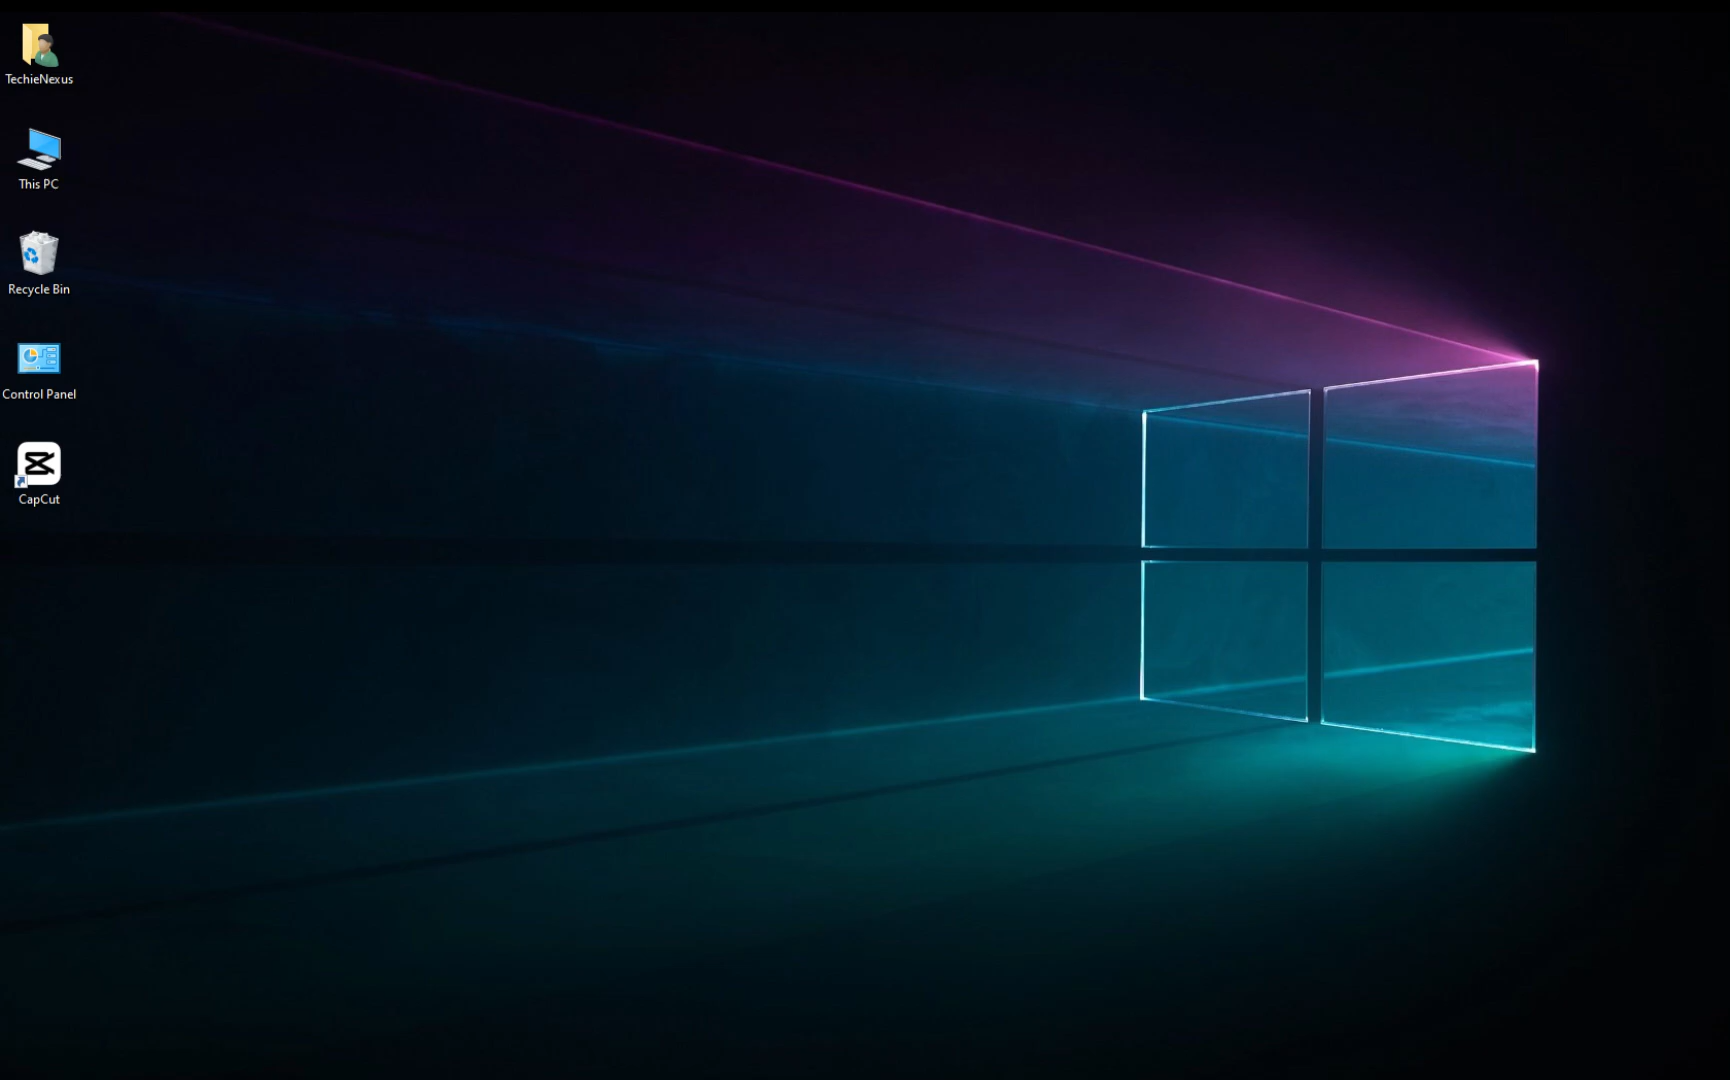 TechieNexus
This PC
Recycle Bin
Control Panel
CapCut